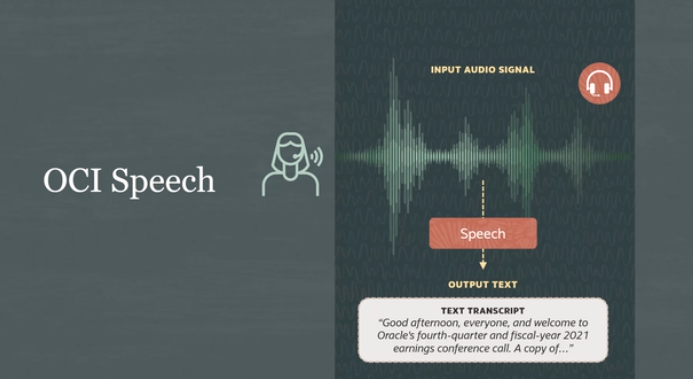 OCI Speech
INPUT AUDIO SIGNAL
Speech
OUTPUT TEXT
TEXT TRANSCRIPT
“Good afternoon, everyone, and welcome to
Oracle's fourth-quarter and fiscal-year 2021
earnings conference call. A copy of...”